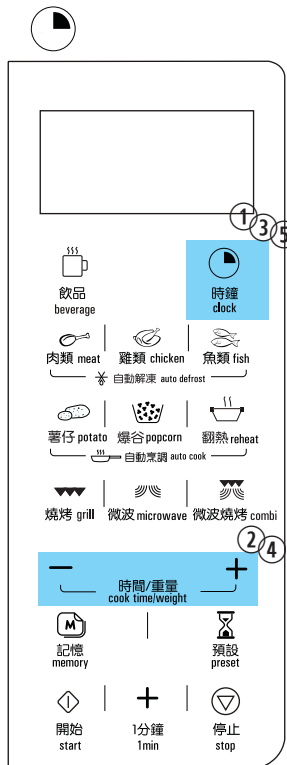 ① ③ ⑤
飲品 時鐘
beverage clock
肉類 meat 雞類 chicken 魚類 fish
自動解凍 auto defrost
薯仔 potato 爆谷 popcorn 翻熱 reheat
自動烹調 auto cook
燒烤 grill 微波 microwave 微波燒烤 combi
② ④
− +
時間/重量
cook time/weight
M
記憶 預設
memory preset
+
開始 1分鐘 停止
start 1min stop